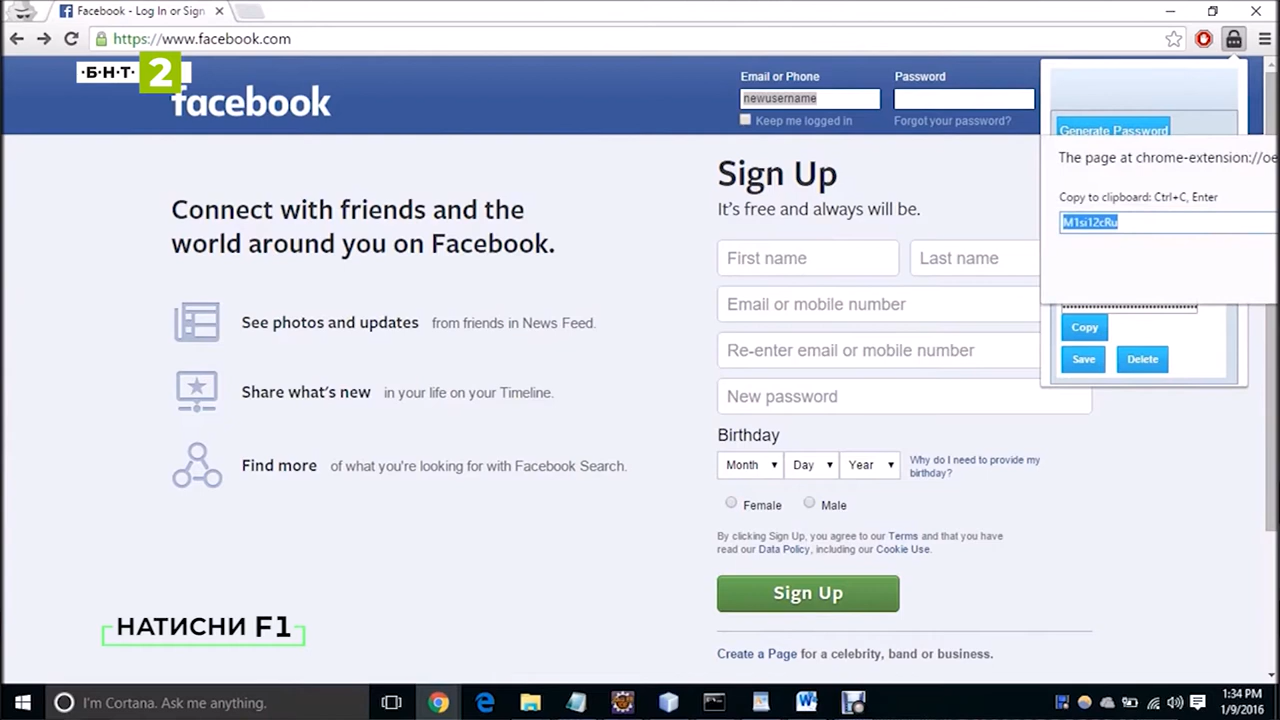 Facebook - Log In or Sign
https://www.facebook.com
·Б·Н·Т· 2
facebook
Email or Phone
Password
newusername
Keep me logged in
Forgot your password?
Generate Password
The page at chrome-extension://oe
Copy to clipboard: Ctrl+C, Enter
M1si12cRu
Copy
Save
Delete
Connect with friends and the
world around you on Facebook.
See photos and updates from friends in News Feed.
Share what's new in your life on your Timeline.
Find more of what you're looking for with Facebook Search.
Sign Up
It's free and always will be.
First name
Last name
Email or mobile number
Re-enter email or mobile number
New password
Birthday
Month
Day
Year
Why do I need to provide my
birthday?
Female
Male
By clicking Sign Up, you agree to our Terms and that you have
read our Data Policy, including our Cookie Use.
Sign Up
Create a Page for a celebrity, band or business.
НАТИСНИ F1
I'm Cortana. Ask me anything.
1:34 PM
1/9/2016